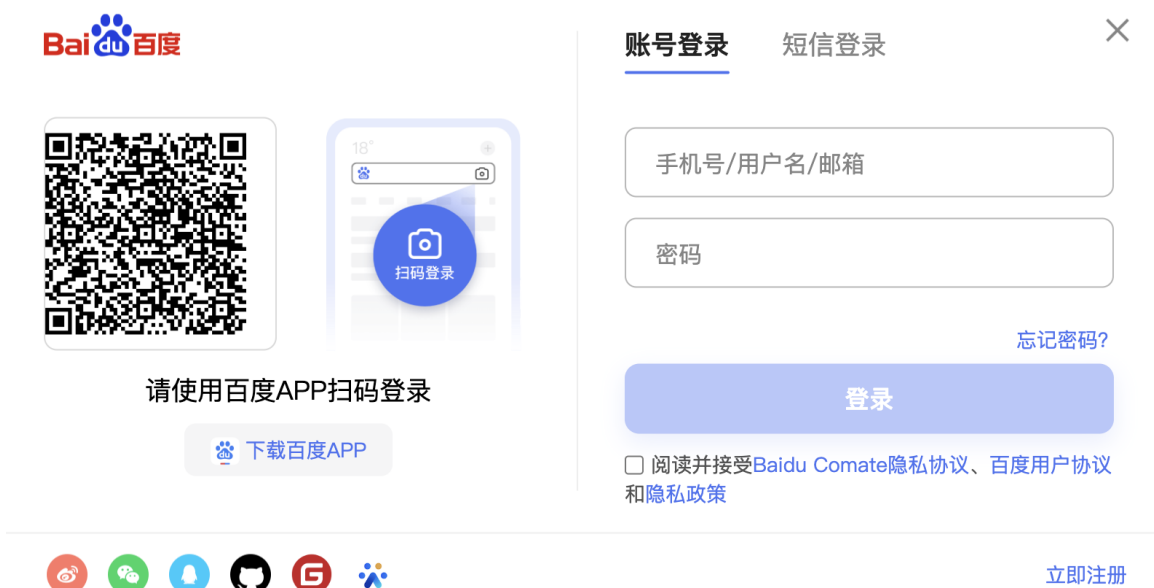 Bai du 百度
18°
扫码登录
请使用百度APP扫码登录
下载百度APP
账号登录 短信登录
手机号/用户名/邮箱
密码
忘记密码?
登录
阅读并接受Baidu Comate隐私协议、百度用户协议
和隐私政策
立即注册